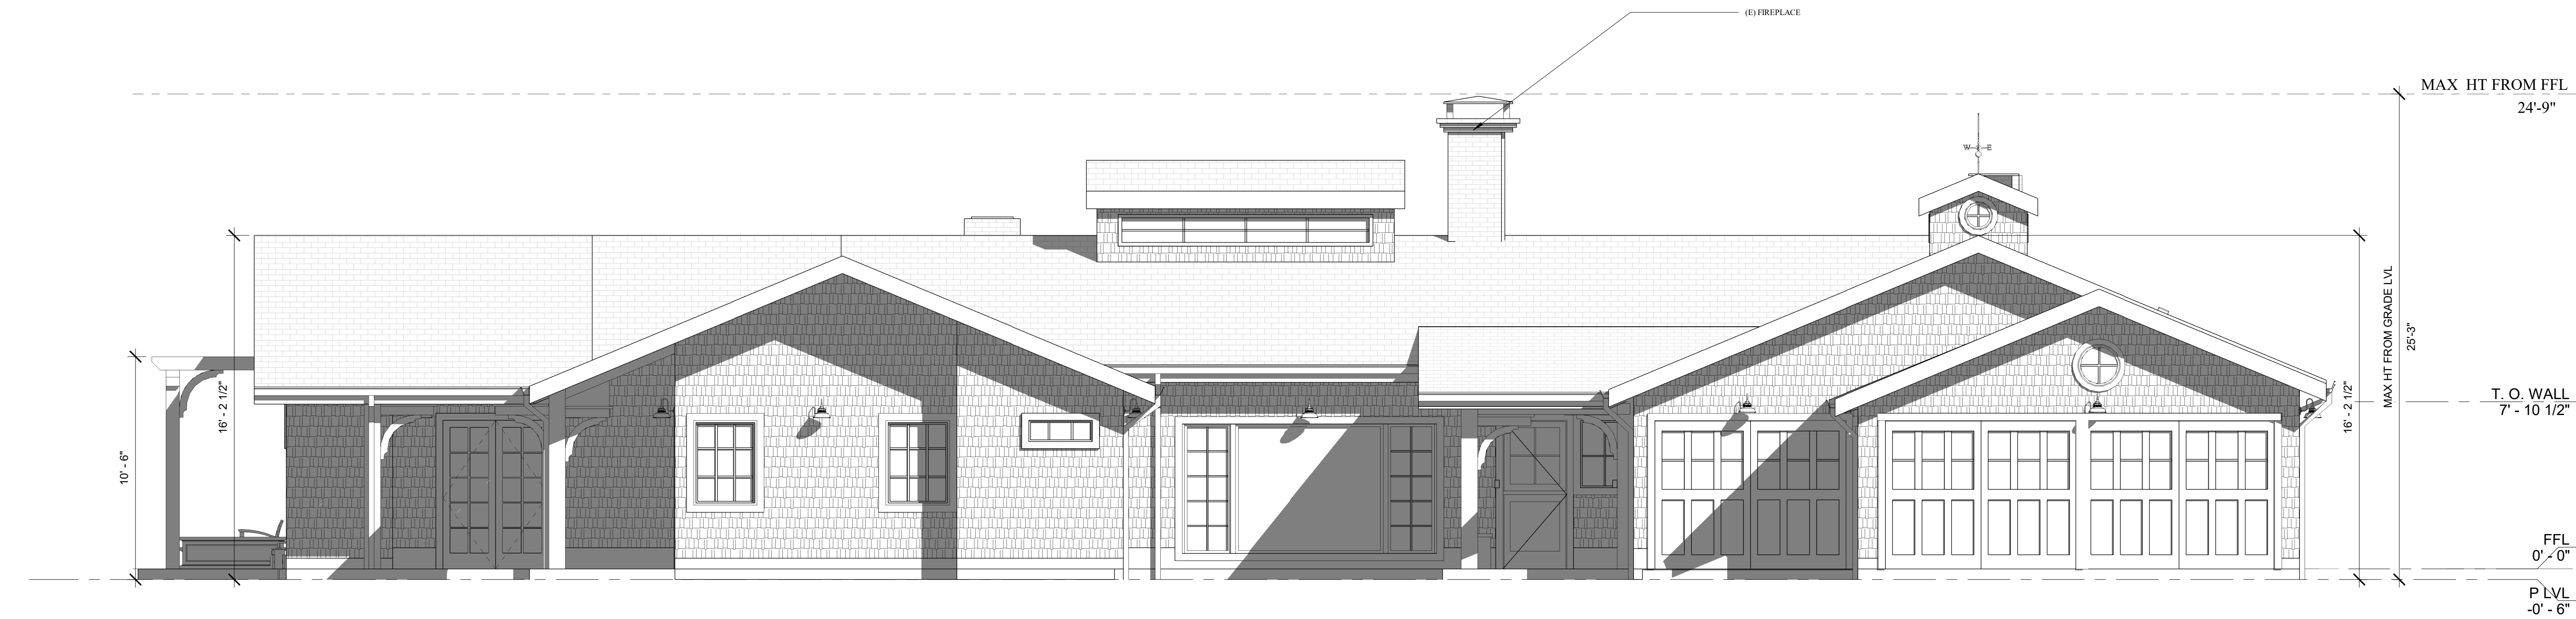 (E) FIREPLACE
MAX HT FROM FFL
24'-9"
W E
MAX HT FROM GRADE LVL
25'-3"
16' - 2 1/2"
10' - 6"
16' - 2 1/2"
T. O. WALL
7' - 10 1/2"
FFL
0' - 0"
P LVL
-0' - 6"